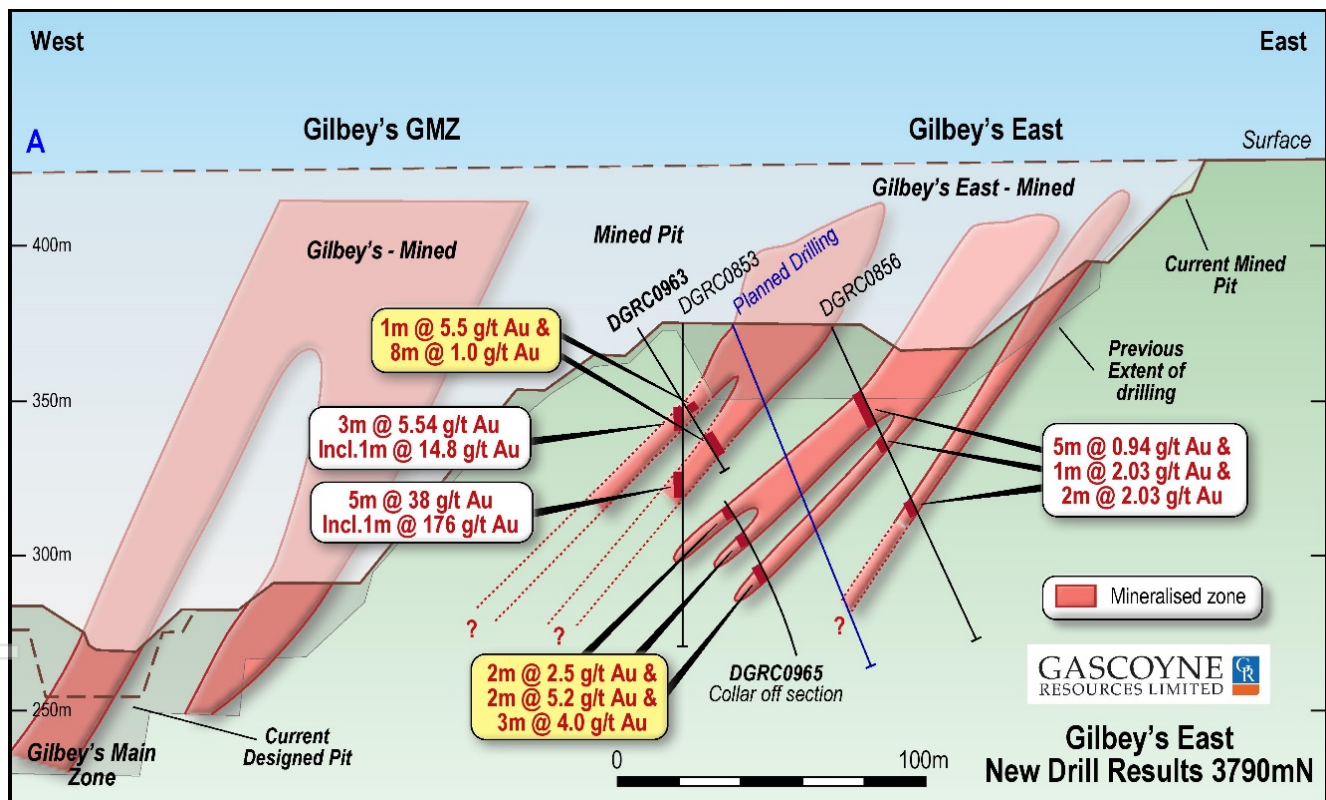 West
East
Gilbey's GMZ
Gilbey's East
A
Surface
Gilbey's East - Mined
400m
Gilbey's - Mined
Mined Pit
DGRC0963
DGRC0853
Planned Drilling
DGRC0856
Current Mined
Pit
1m @ 5.5 g/t Au &
8m @ 1.0 g/t Au
Previous
Extent of
drilling
350m
3m @ 5.54 g/t Au
Incl.1m @ 14.8 g/t Au
5m @ 0.94 g/t Au &
1m @ 2.03 g/t Au &
2m @ 2.03 g/t Au
5m @ 38 g/t Au
Incl.1m @ 176 g/t Au
300m
Mineralised zone
?
?
?
2m @ 2.5 g/t Au &
2m @ 5.2 g/t Au &
3m @ 4.0 g/t Au
DGRC0965
Collar off section
GASCOYNE
RESOURCES LIMITED
GR
250m
Current
Designed Pit
Gilbey's Main
Zone
0
100m
Gilbey's East
New Drill Results 3790mN